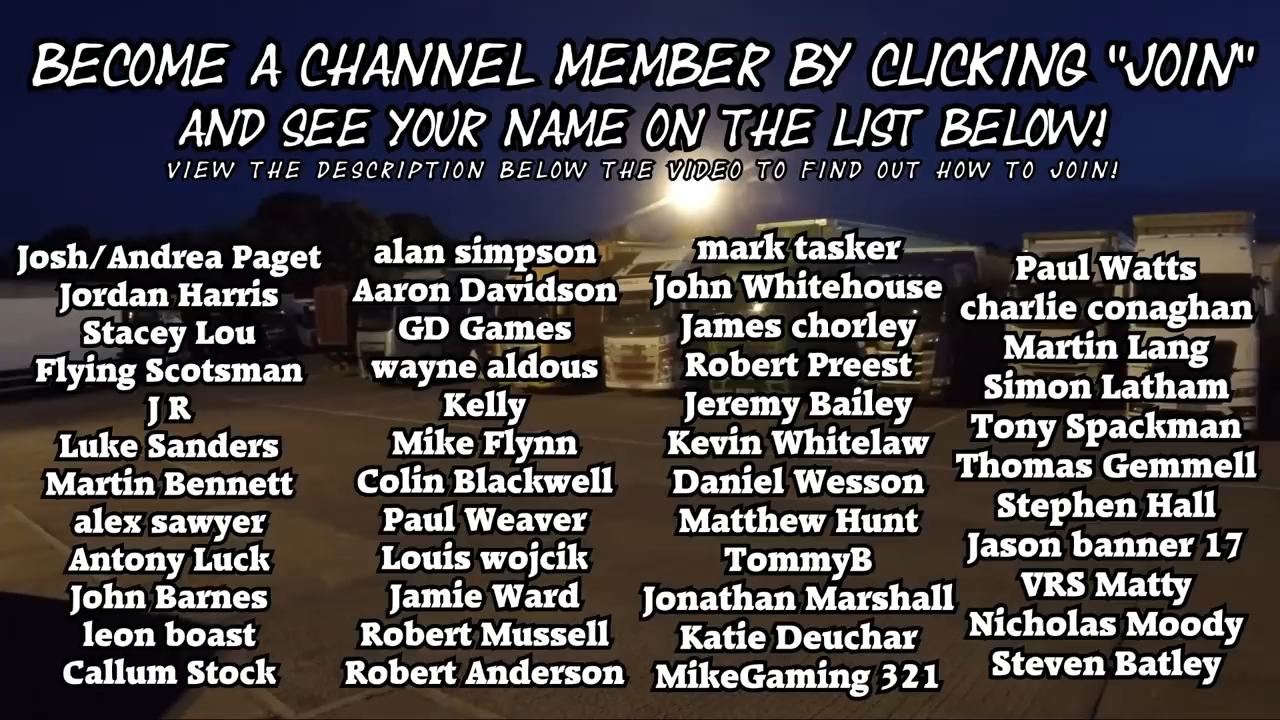 BECOME A CHANNEL MEMBER BY CLICKING "JOIN"
AND SEE YOUR NAME ON THE LIST BELOW!
VIEW THE DESCRIPTION BELOW THE VIDEO TO FIND OUT HOW TO JOIN!
Josh/Andrea Paget
Jordan Harris
Stacey Lou
Flying Scotsman
J R
Luke Sanders
Martin Bennett
alex sawyer
Antony Luck
John Barnes
leon boast
Callum Stock
alan simpson
Aaron Davidson
GD Games
wayne aldous
Kelly
Mike Flynn
Colin Blackwell
Paul Weaver
Louis wojcik
Jamie Ward
Robert Mussell
Robert Anderson
mark tasker
John Whitehouse
James chorley
Robert Preest
Jeremy Bailey
Kevin Whitelaw
Daniel Wesson
Matthew Hunt
TommyB
Jonathan Marshall
Katie Deuchar
MikeGaming 321
Paul Watts
charlie conaghan
Martin Lang
Simon Latham
Tony Spackman
Thomas Gemmell
Stephen Hall
Jason banner 17
VRS Matty
Nicholas Moody
Steven Batley